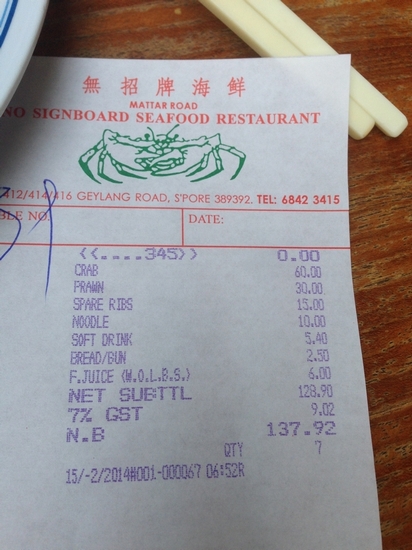 無招牌海鲜
MATTAR ROAD
NO SIGNBOARD SEAFOOD RESTAURANT
412/414/416 GEYLANG ROAD, S'PORE 389392. TEL: 6842 3415
BLE NO. DATE:
<<....345>> 0.00
CRAB 60.00
PRAWN 30.00
SPARE RIBS 15.00
NOODLE 10.00
SOFT DRINK 5.40
BREAD/BUN 2.50
F.JUICE (W.O.L.B.S.) 6.00
NET SUBTTL 128.90
7% GST 9.02
N.B 137.92
QTY 7
15/-2/2014#001-000067 06:52R